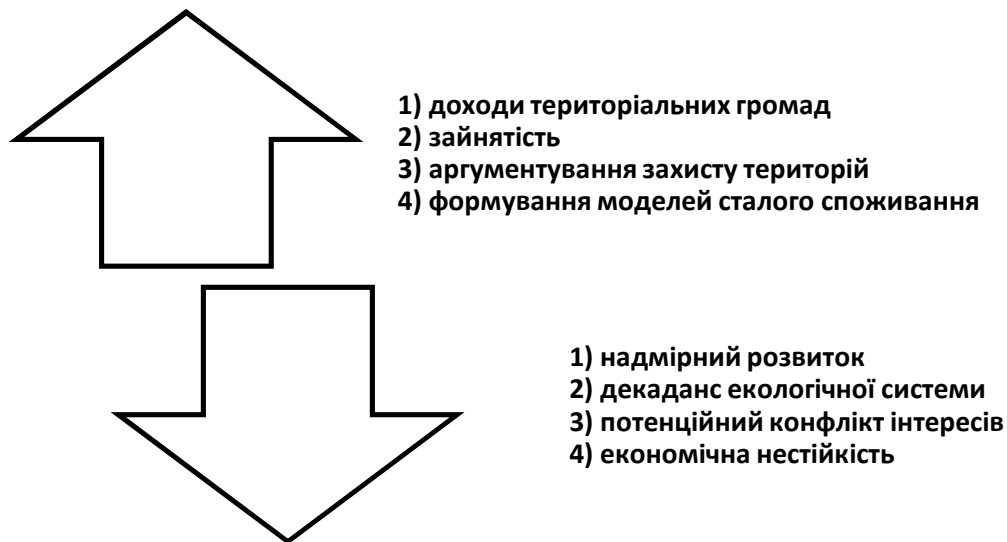 1) доходи територіальних громад
2) зайнятість
3) аргументування захисту територій
4) формування моделей сталого споживання
1) надмірний розвиток
2) декаданс екологічної системи
3) потенційний конфлікт інтересів
4) економічна нестійкість